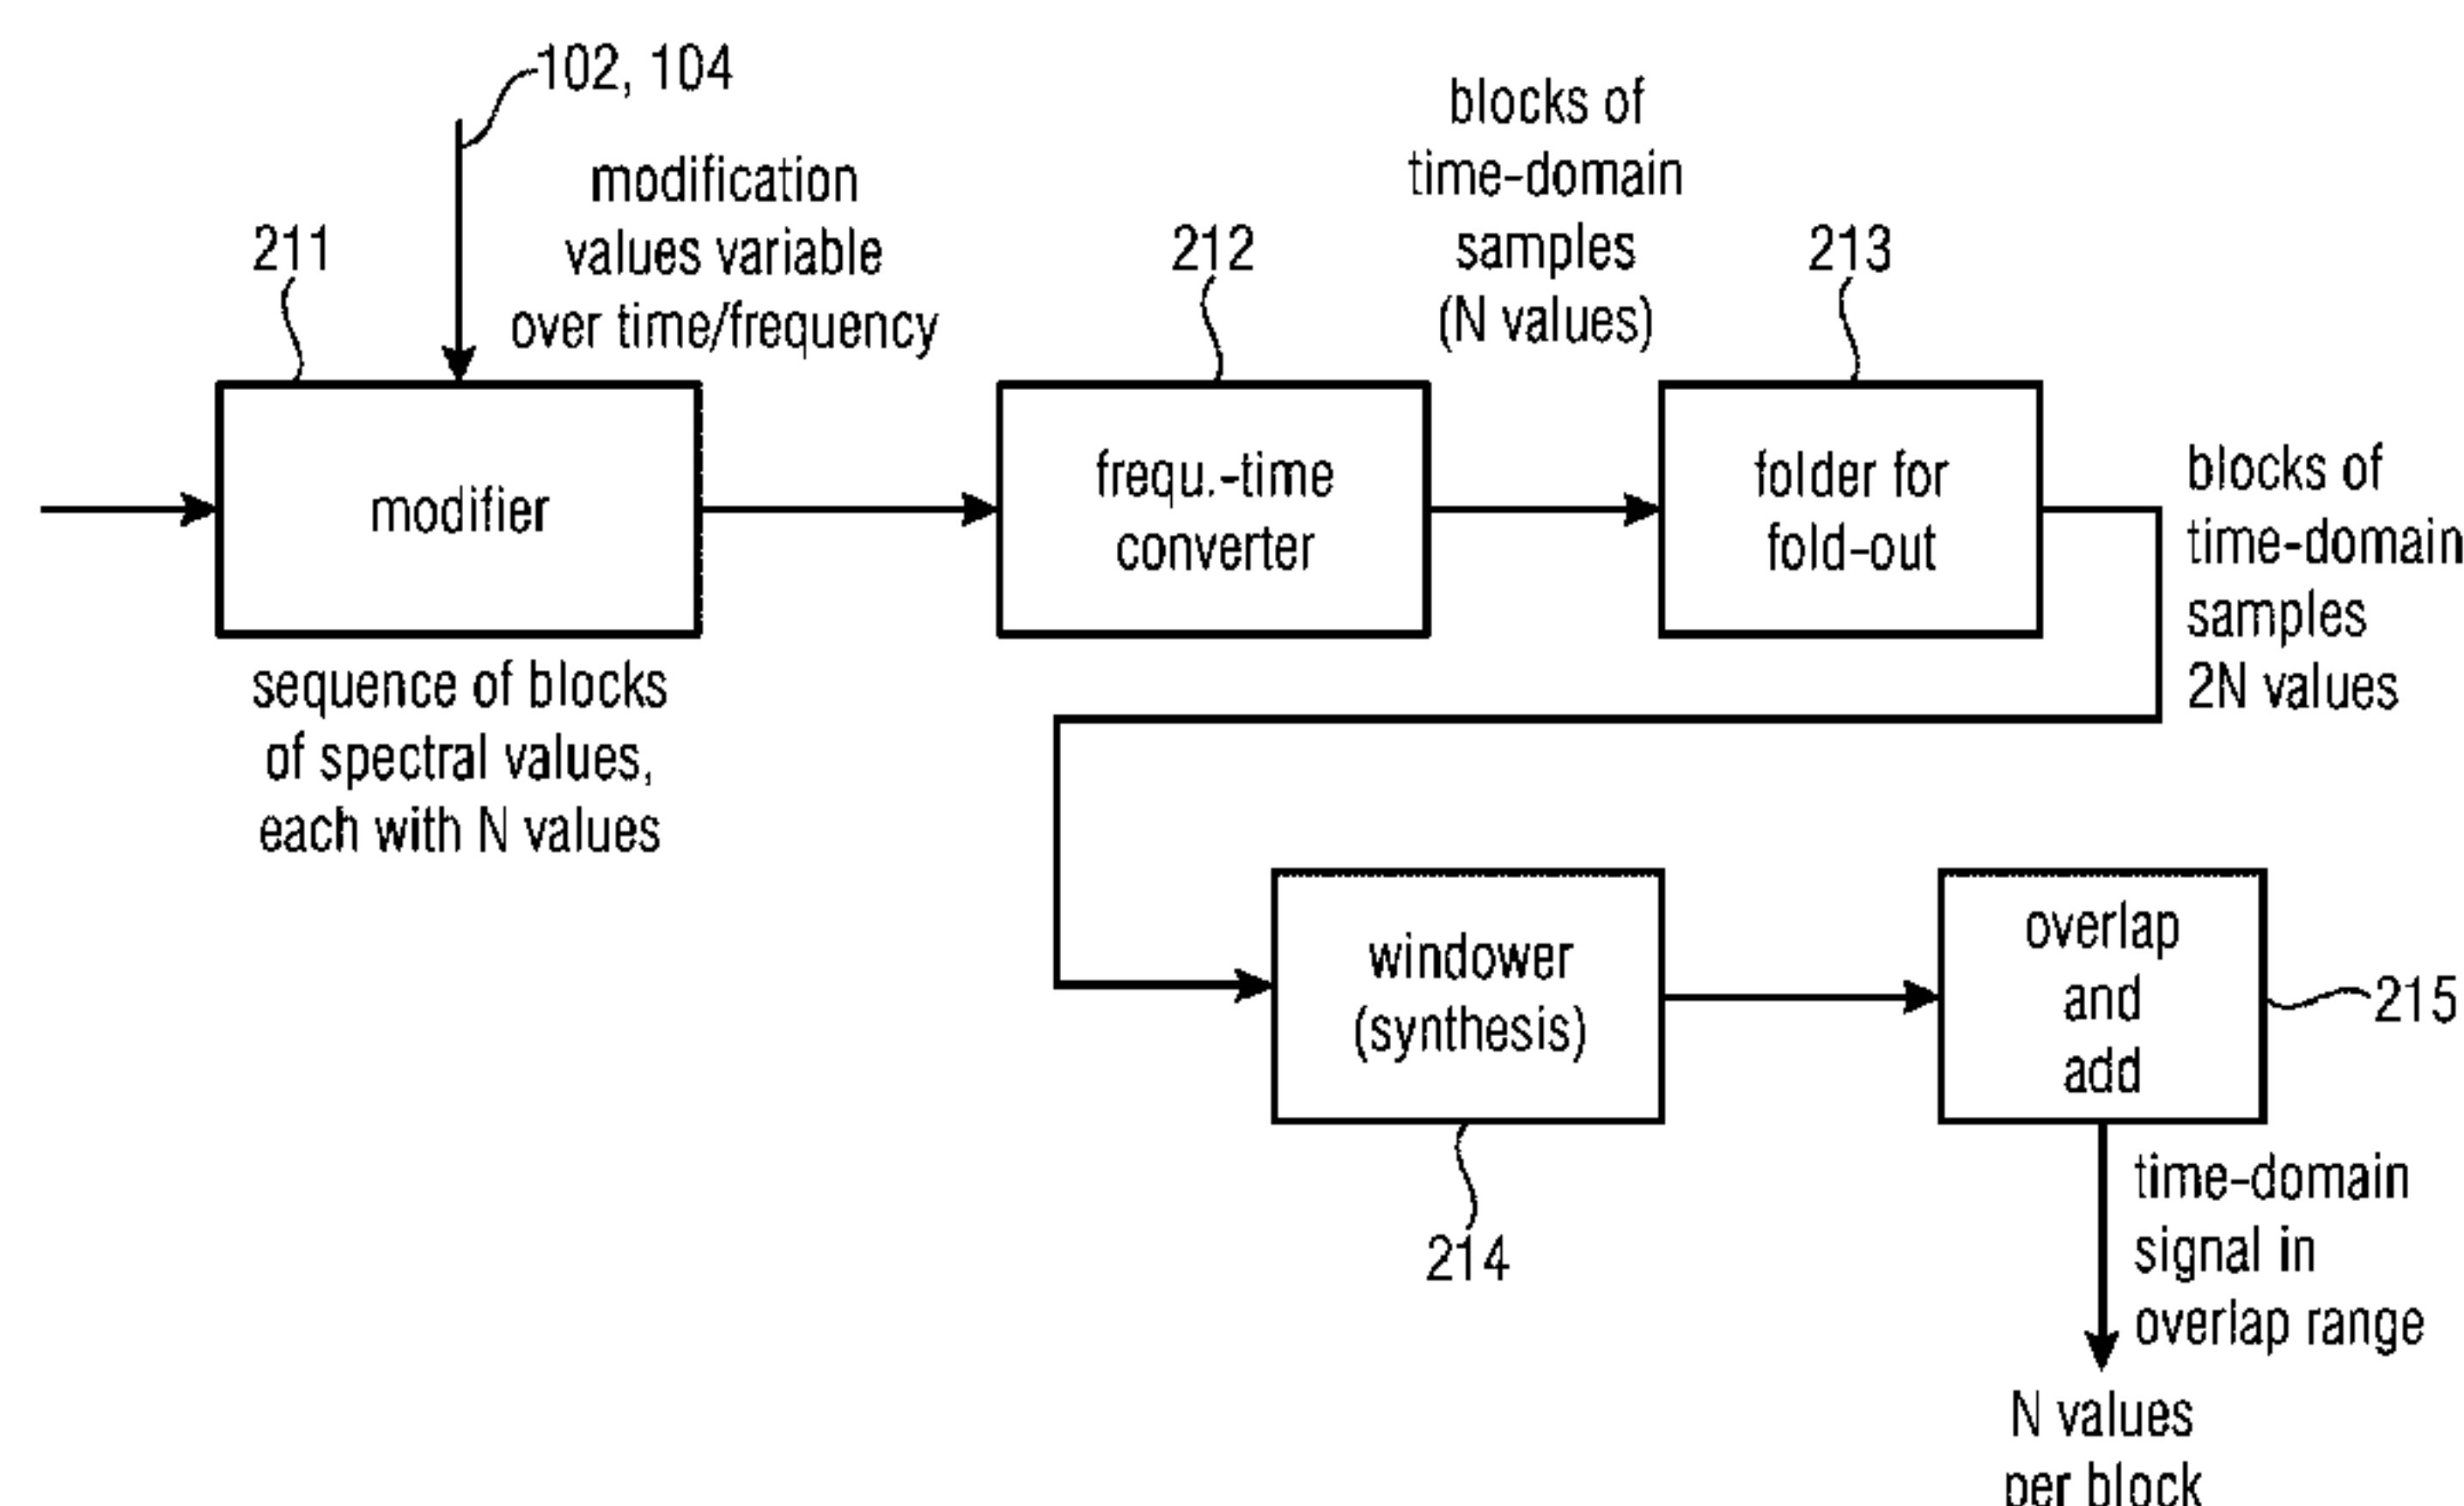 102, 104
modification
values variable
over time/frequency
211
modifier
sequence of blocks
of spectral values,
each with N values
212
frequ.-time
converter
blocks of
time-domain
samples
(N values)
213
folder for
fold-out
blocks of
time-domain
samples
2N values
windower
(synthesis)
214
overlap
and
add
215
time-domain
signal in
overlap range
N values
per block